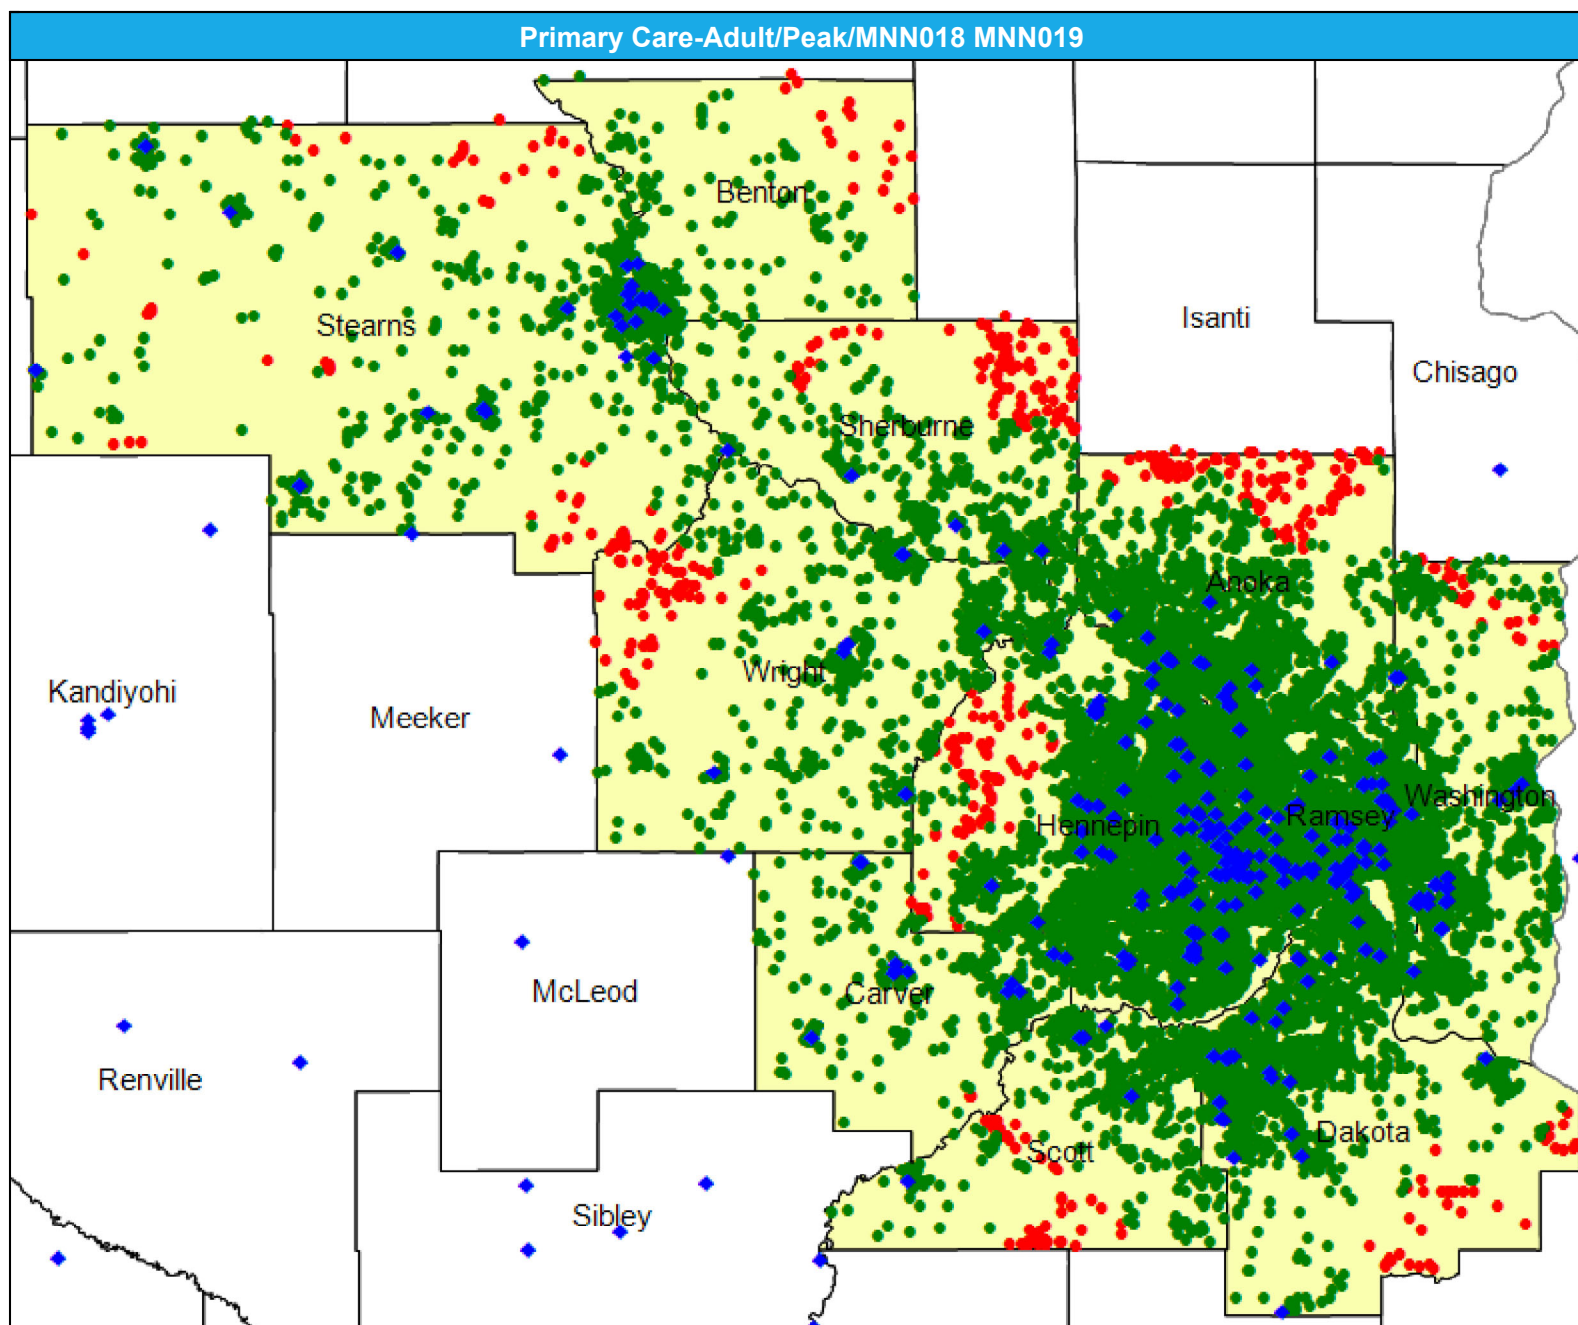 Primary Care-Adult/Peak/MNN018 MNN019
Benton
Isanti
Stearns
Chisago
Sherburne
Anoka
Wright
Kandiyohi
Meeker
Washington
Ramsey
Hennepin
McLeod
Carver
Renville
Dakota
Scott
Sibley